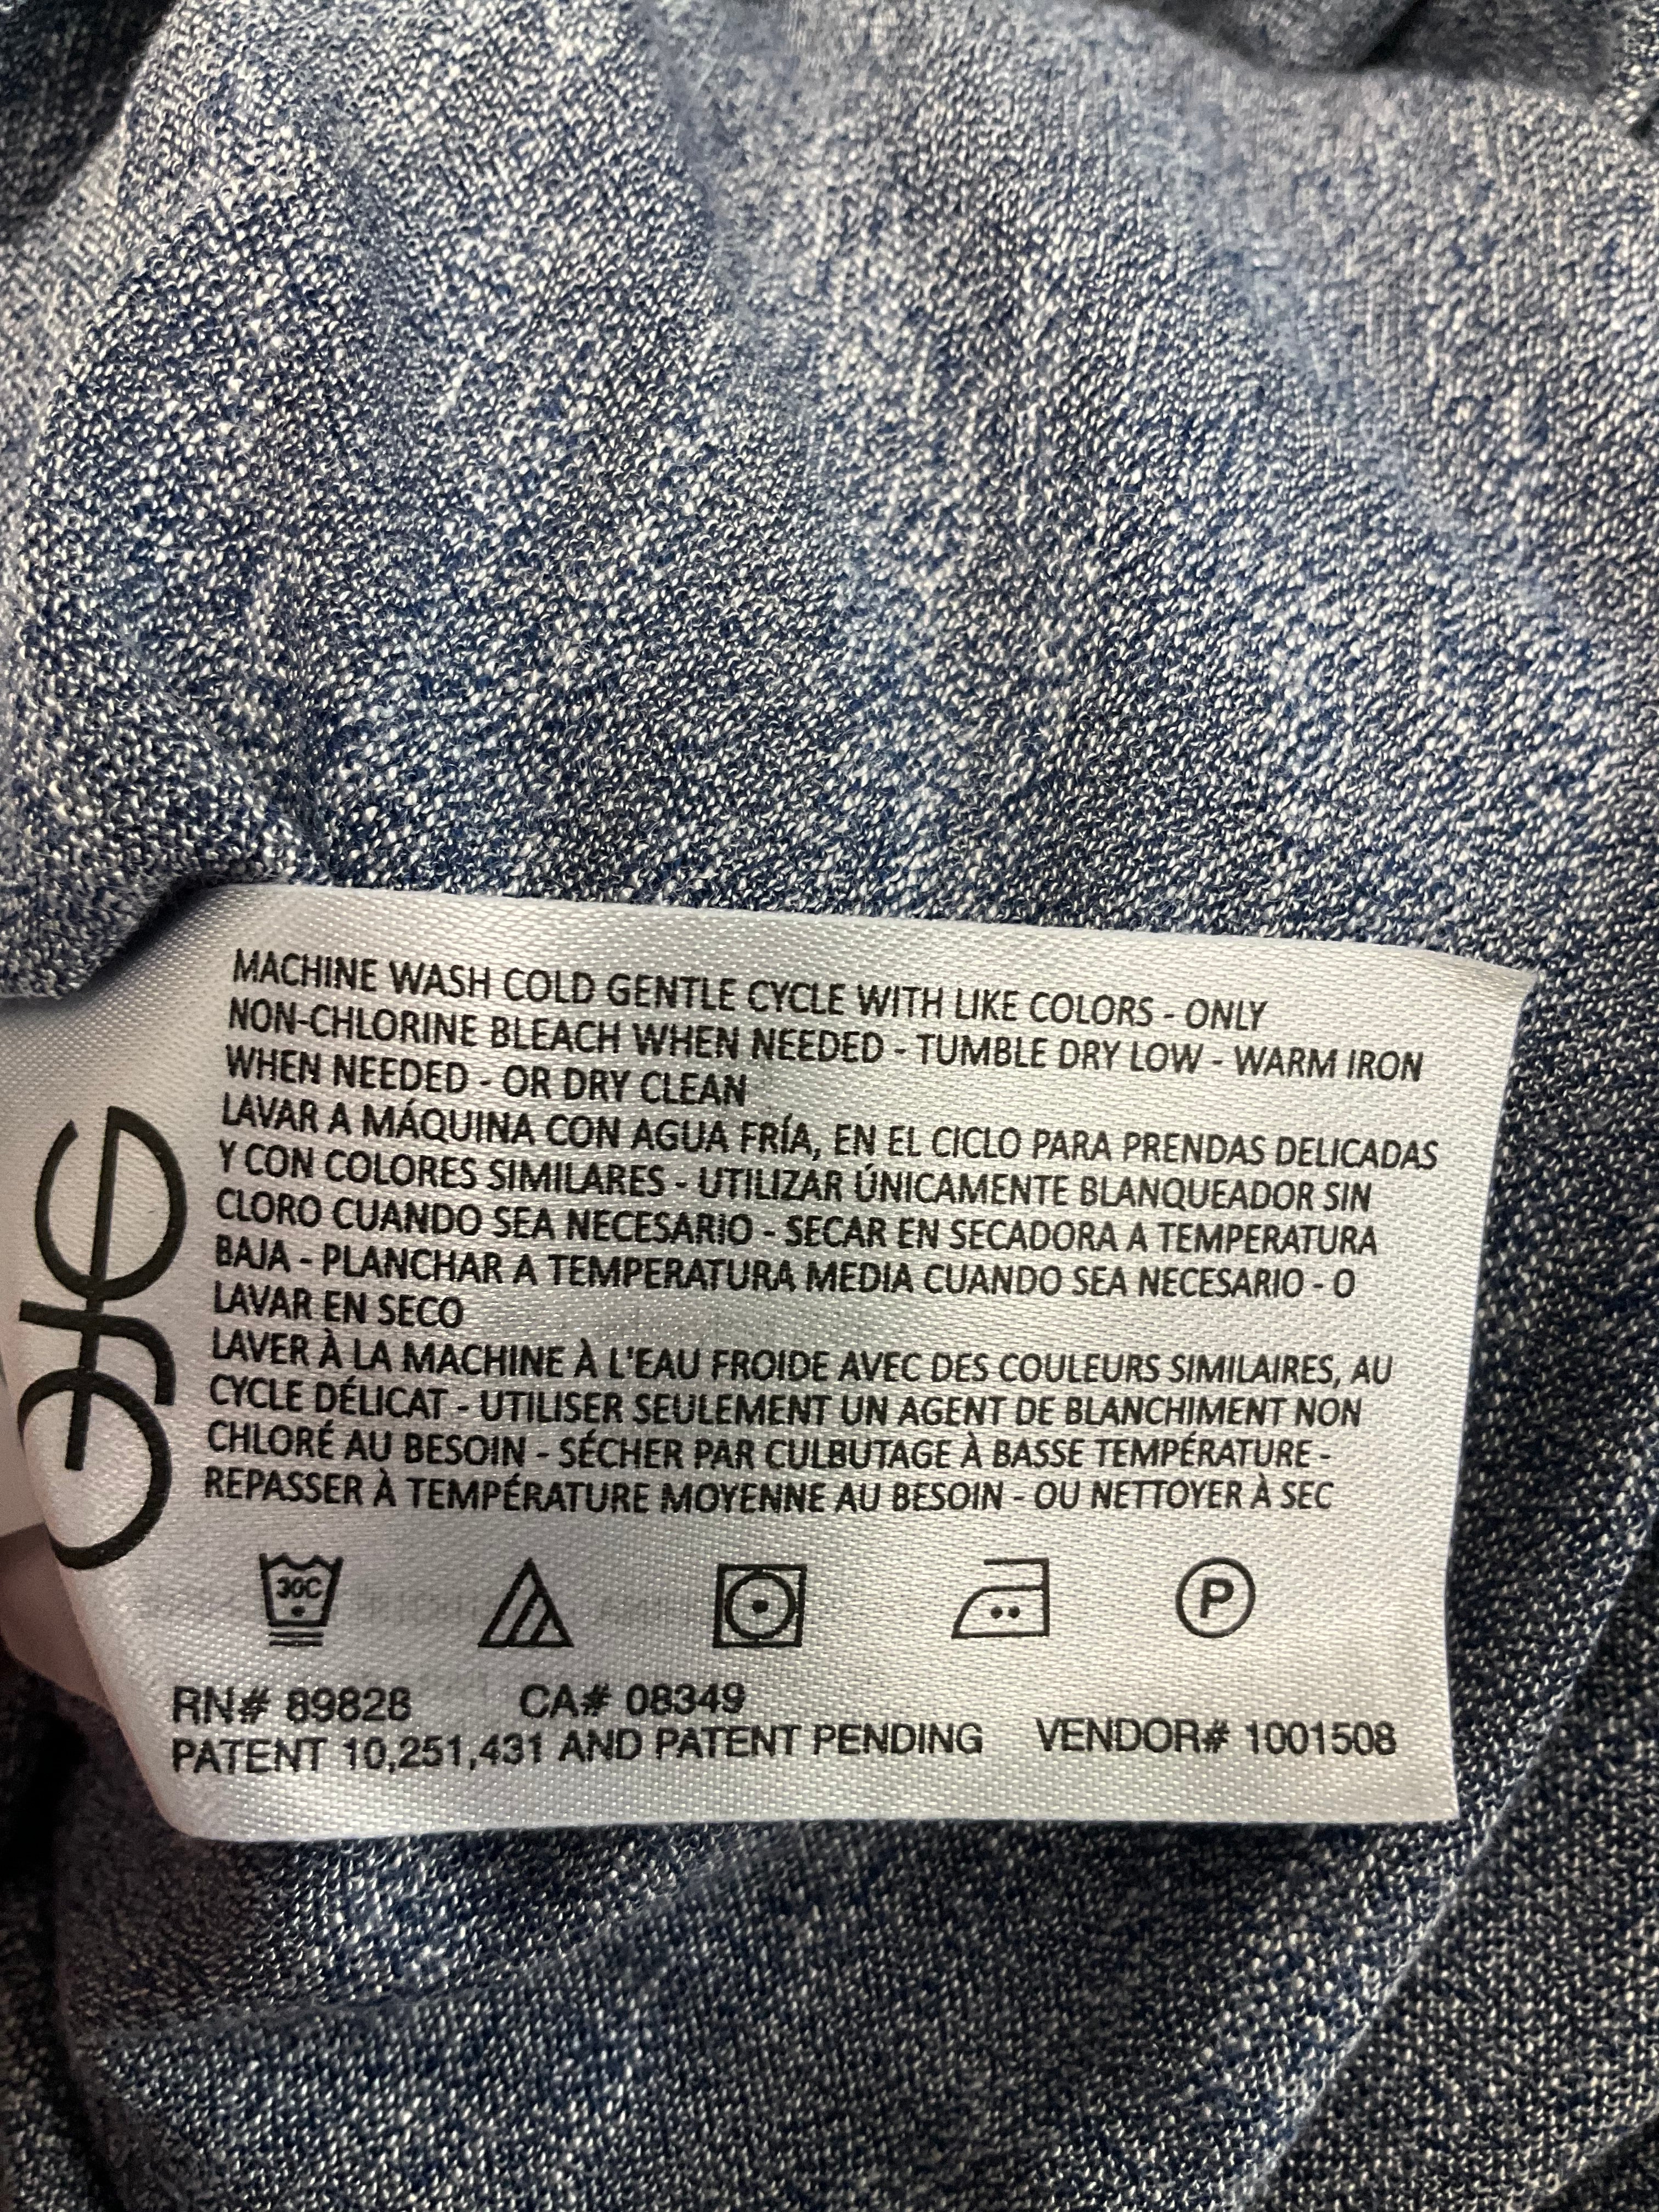 MACHINE WASH COLD GENTLE CYCLE WITH LIKE COLORS - ONLY
NON-CHLORINE BLEACH WHEN NEEDED - TUMBLE DRY LOW - WARM IRON
WHEN NEEDED - OR DRY CLEAN
LAVAR A MÁQUINA CON AGUA FRÍA, EN EL CICLO PARA PRENDAS DELICADAS
Y CON COLORES SIMILARES - UTILIZAR ÚNICAMENTE BLANQUEADOR SIN
CLORO CUANDO SEA NECESARIO - SECAR EN SECADORA A TEMPERATURA
BAJA - PLANCHAR A TEMPERATURA MEDIA CUANDO SEA NECESARIO - O
LAVAR EN SECO
LAVER À LA MACHINE À L'EAU FROIDE AVEC DES COULEURS SIMILAIRES, AU
CYCLE DÉLICAT - UTILISER SEULEMENT UN AGENT DE BLANCHIMENT NON
CHLORÉ AU BESOIN - SÉCHER PAR CULBUTAGE À BASSE TEMPÉRATURE -
REPASSER À TEMPÉRATURE MOYENNE AU BESOIN - OU NETTOYER À SEC
30C P
RN# 89828 CA# 08349
PATENT 10,251,431 AND PATENT PENDING VENDOR# 1001508